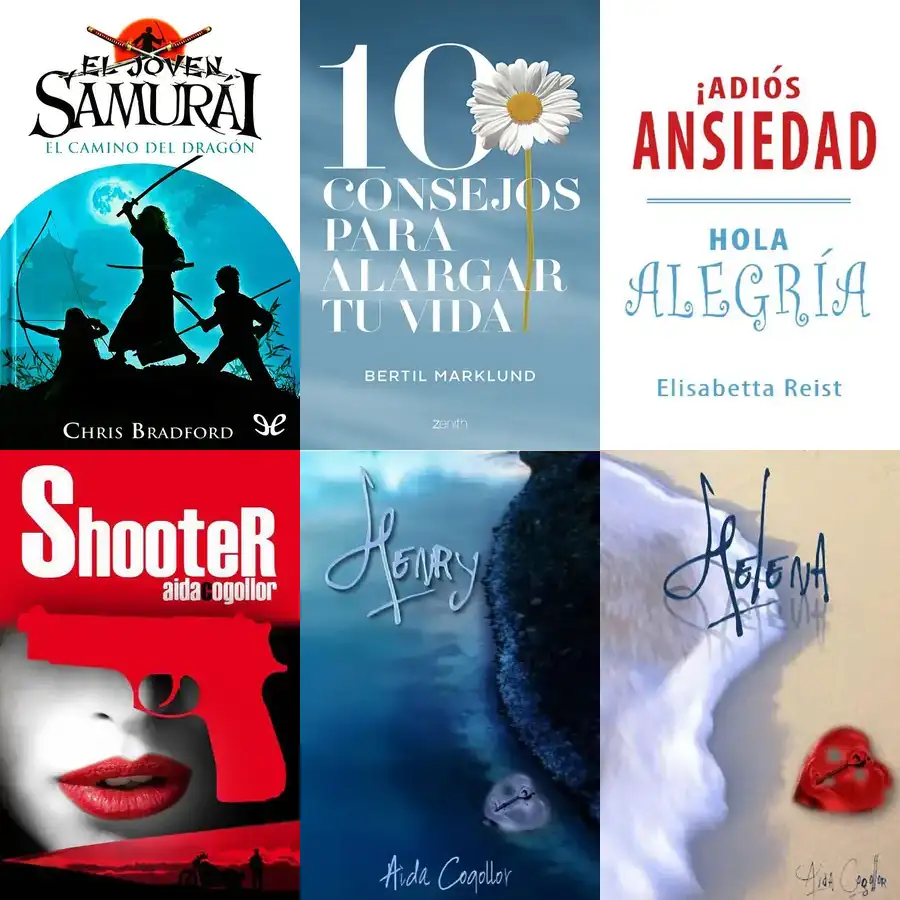 EL JOVEN
SAMURÁI
EL CAMINO DEL DRAGÓN
CHRIS BRADFORD
10
CONSEJOS
PARA
ALARGAR
TU VIDA
BERTIL MARKLUND
zenith
¡ADIÓS
ANSIEDAD
HOLA
ALEGRÍA
Elisabetta Reist
ShooteR
aidacogollor
HENRY
Aida Cogollor
HElENA
Aida Cogollor